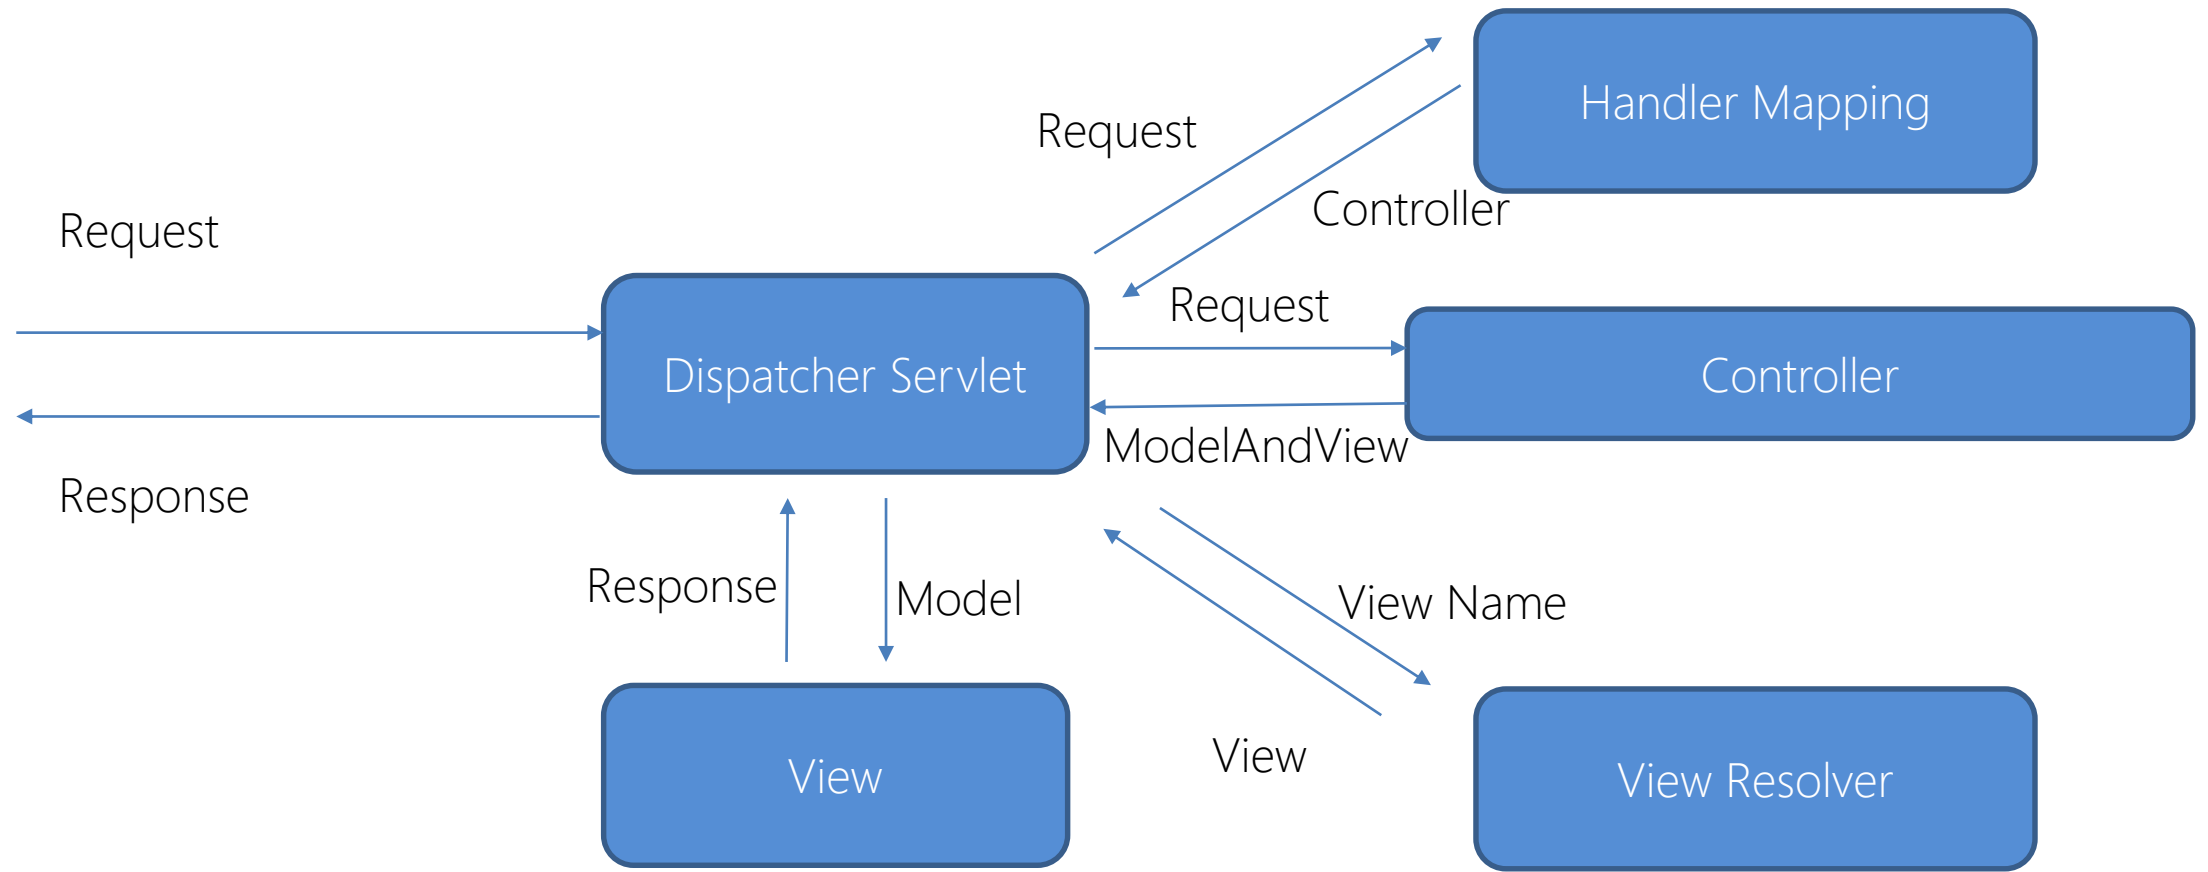 Handler Mapping
Request
Controller
Request
Request
Dispatcher Servlet
Controller
ModelAndView
Response
Response
Model
View Name
View
View
View Resolver